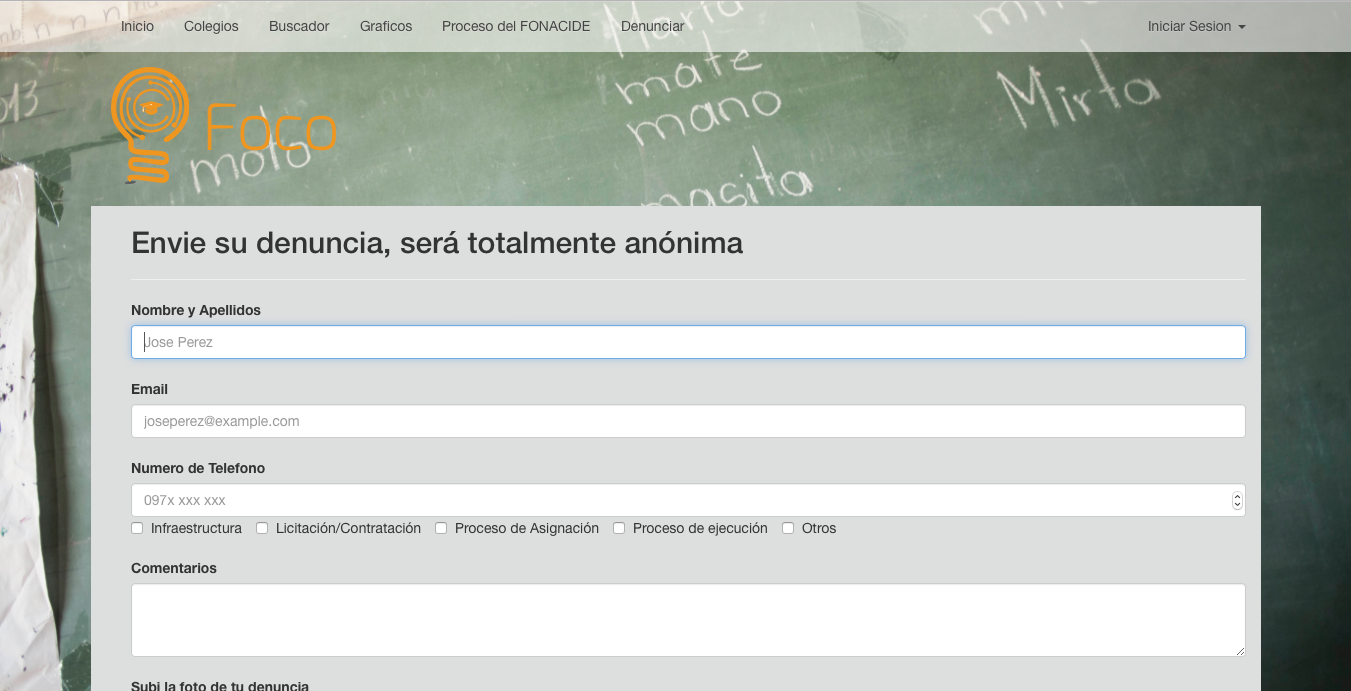 Inicio Colegios Buscador Graficos Proceso del FONACIDE Denunciar Iniciar Sesion
mate
mano
Mirta
Foco
moto
masita
Envie su denuncia, será totalmente anónima
Nombre y Apellidos
Jose Perez
Email
joseperez@example.com
Numero de Telefono
097x xxx xxx
Infraestructura Licitación/Contratación Proceso de Asignación Proceso de ejecución Otros
Comentarios
Subi la foto de tu denuncia